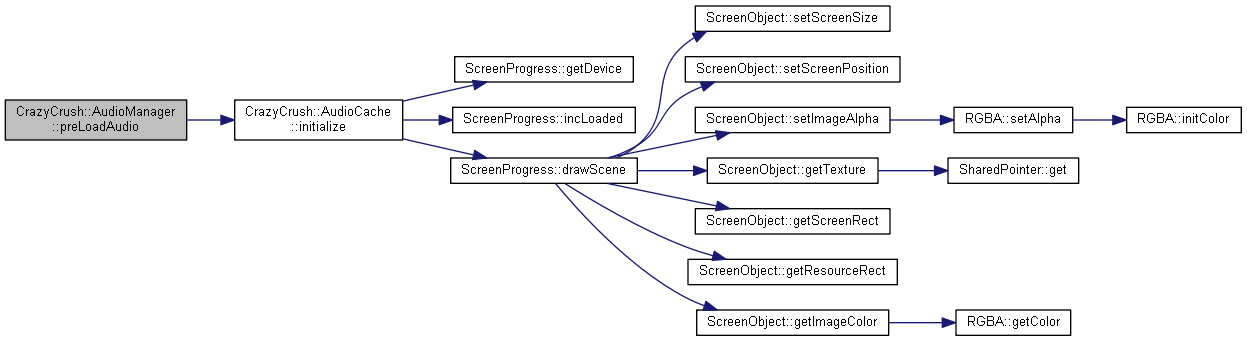 CrazyCrush::AudioManager
::preLoadAudio
CrazyCrush::AudioCache
::initialize
ScreenProgress::getDevice
ScreenProgress::incLoaded
ScreenProgress::drawScene
ScreenObject::setScreenSize
ScreenObject::setScreenPosition
ScreenObject::setImageAlpha
RGBA::setAlpha
RGBA::initColor
ScreenObject::getTexture
SharedPointer::get
ScreenObject::getScreenRect
ScreenObject::getResourceRect
ScreenObject::getImageColor
RGBA::getColor